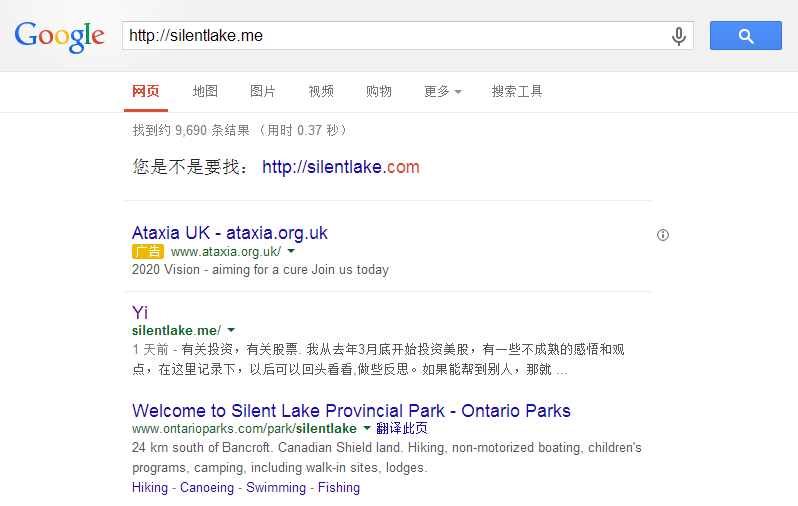 Google
http://silentlake.me
网页 地图 图片 视频 购物 更多 搜索工具
找到约 9,690 条结果 （用时 0.37 秒）
您是不是要找： http://silentlake.com
Ataxia UK - ataxia.org.uk
广告 www.ataxia.org.uk/
2020 Vision - aiming for a cure Join us today
Yi
silentlake.me/
1 天前 - 有关投资，有关股票. 我从去年3月底开始投资美股，有一些不成熟的感悟和观
点，在这里记录下，以后可以回头看看,做些反思。如果能帮到别人，那就 ...
Welcome to Silent Lake Provincial Park - Ontario Parks
www.ontarioparks.com/park/silentlake 翻译此页
24 km south of Bancroft. Canadian Shield land. Hiking, non-motorized boating, children's
programs, camping, including walk-in sites, lodges.
Hiking - Canoeing - Swimming - Fishing